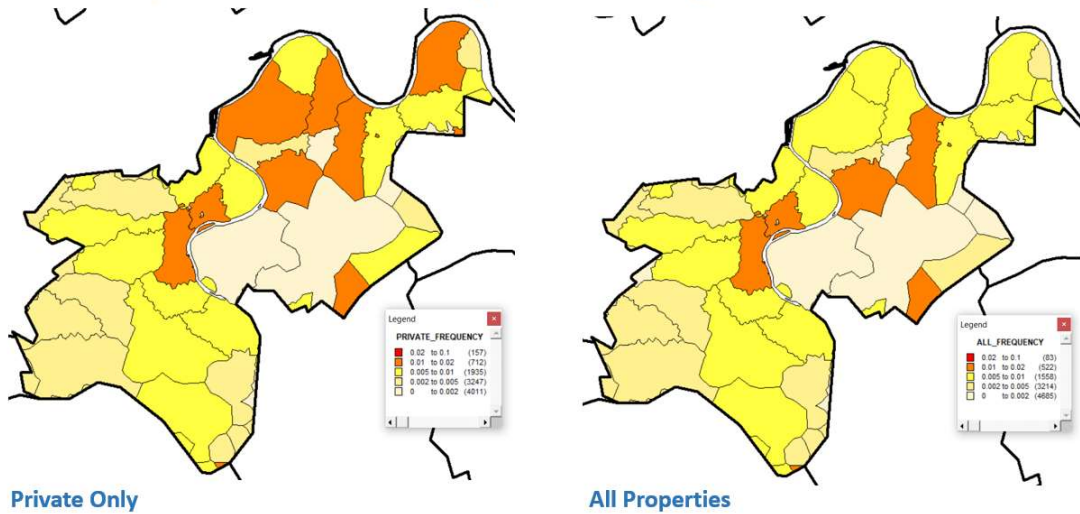 Legend
PRIVATE_FREQUENCY
0.02 to 0.1 (157)
0.01 to 0.02 (712)
0.005 to 0.01 (1935)
0.002 to 0.005 (3247)
0 to 0.002 (4011)
Legend
ALL_FREQUENCY
0.02 to 0.1 (83)
0.01 to 0.02 (522)
0.005 to 0.01 (1558)
0.002 to 0.005 (3214)
0 to 0.002 (4685)
Private Only
All Properties